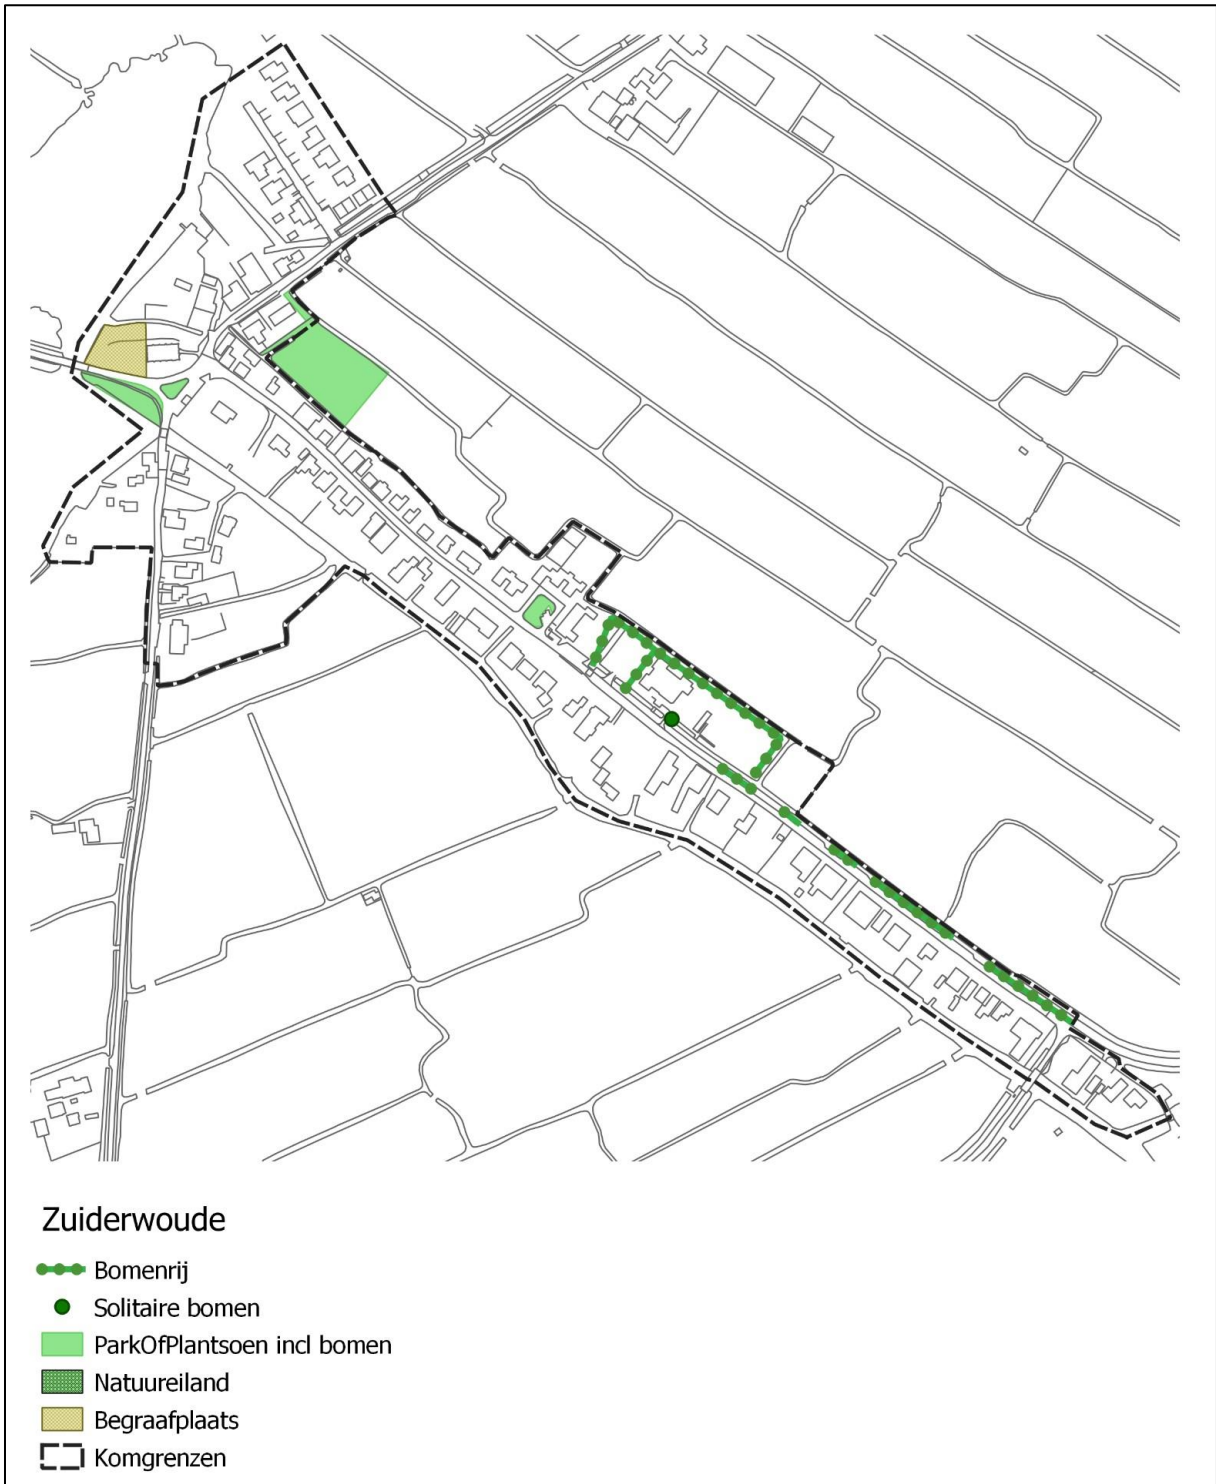 Zuiderwoude
Bomenrij
Solitaire bomen
ParkOfPlantsoen incl bomen
Natuureiland
Begraafplaats
Komgrenzen